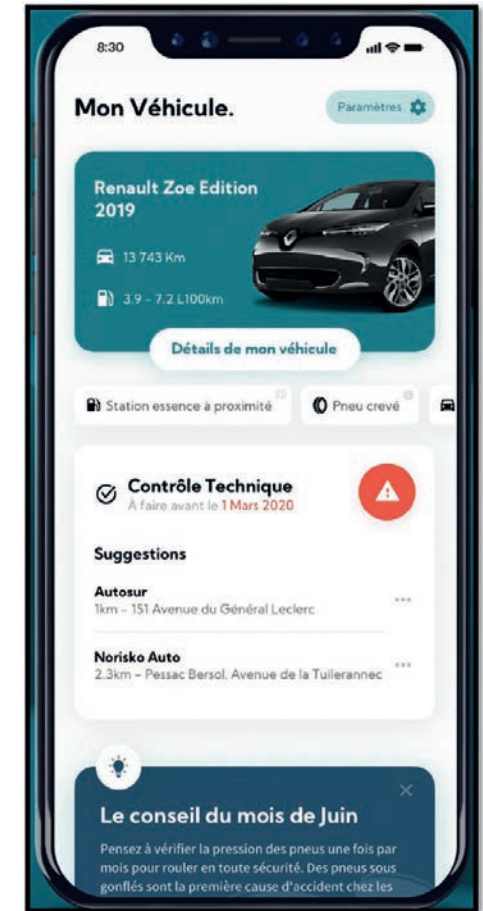 8:30
Mon Véhicule.
Paramètres
Renault Zoe Edition
2019
13 743 Km
3.9 - 7.2 L100km
Détails de mon véhicule
Station essence à proximité
Pneu crevé
Contrôle Technique
À faire avant le 1 Mars 2020
Suggestions
Autosur
1km - 151 Avenue du Général Leclerc
Norisko Auto
2.3km - Pessac Bersol, Avenue de la Tuilerannec
Le conseil du mois de Juin
Pensez à vérifier la pression des pneus une fois par
mois pour rouler en toute sécurité. Des pneus sous
gonflés sont la première cause d'accident chez les